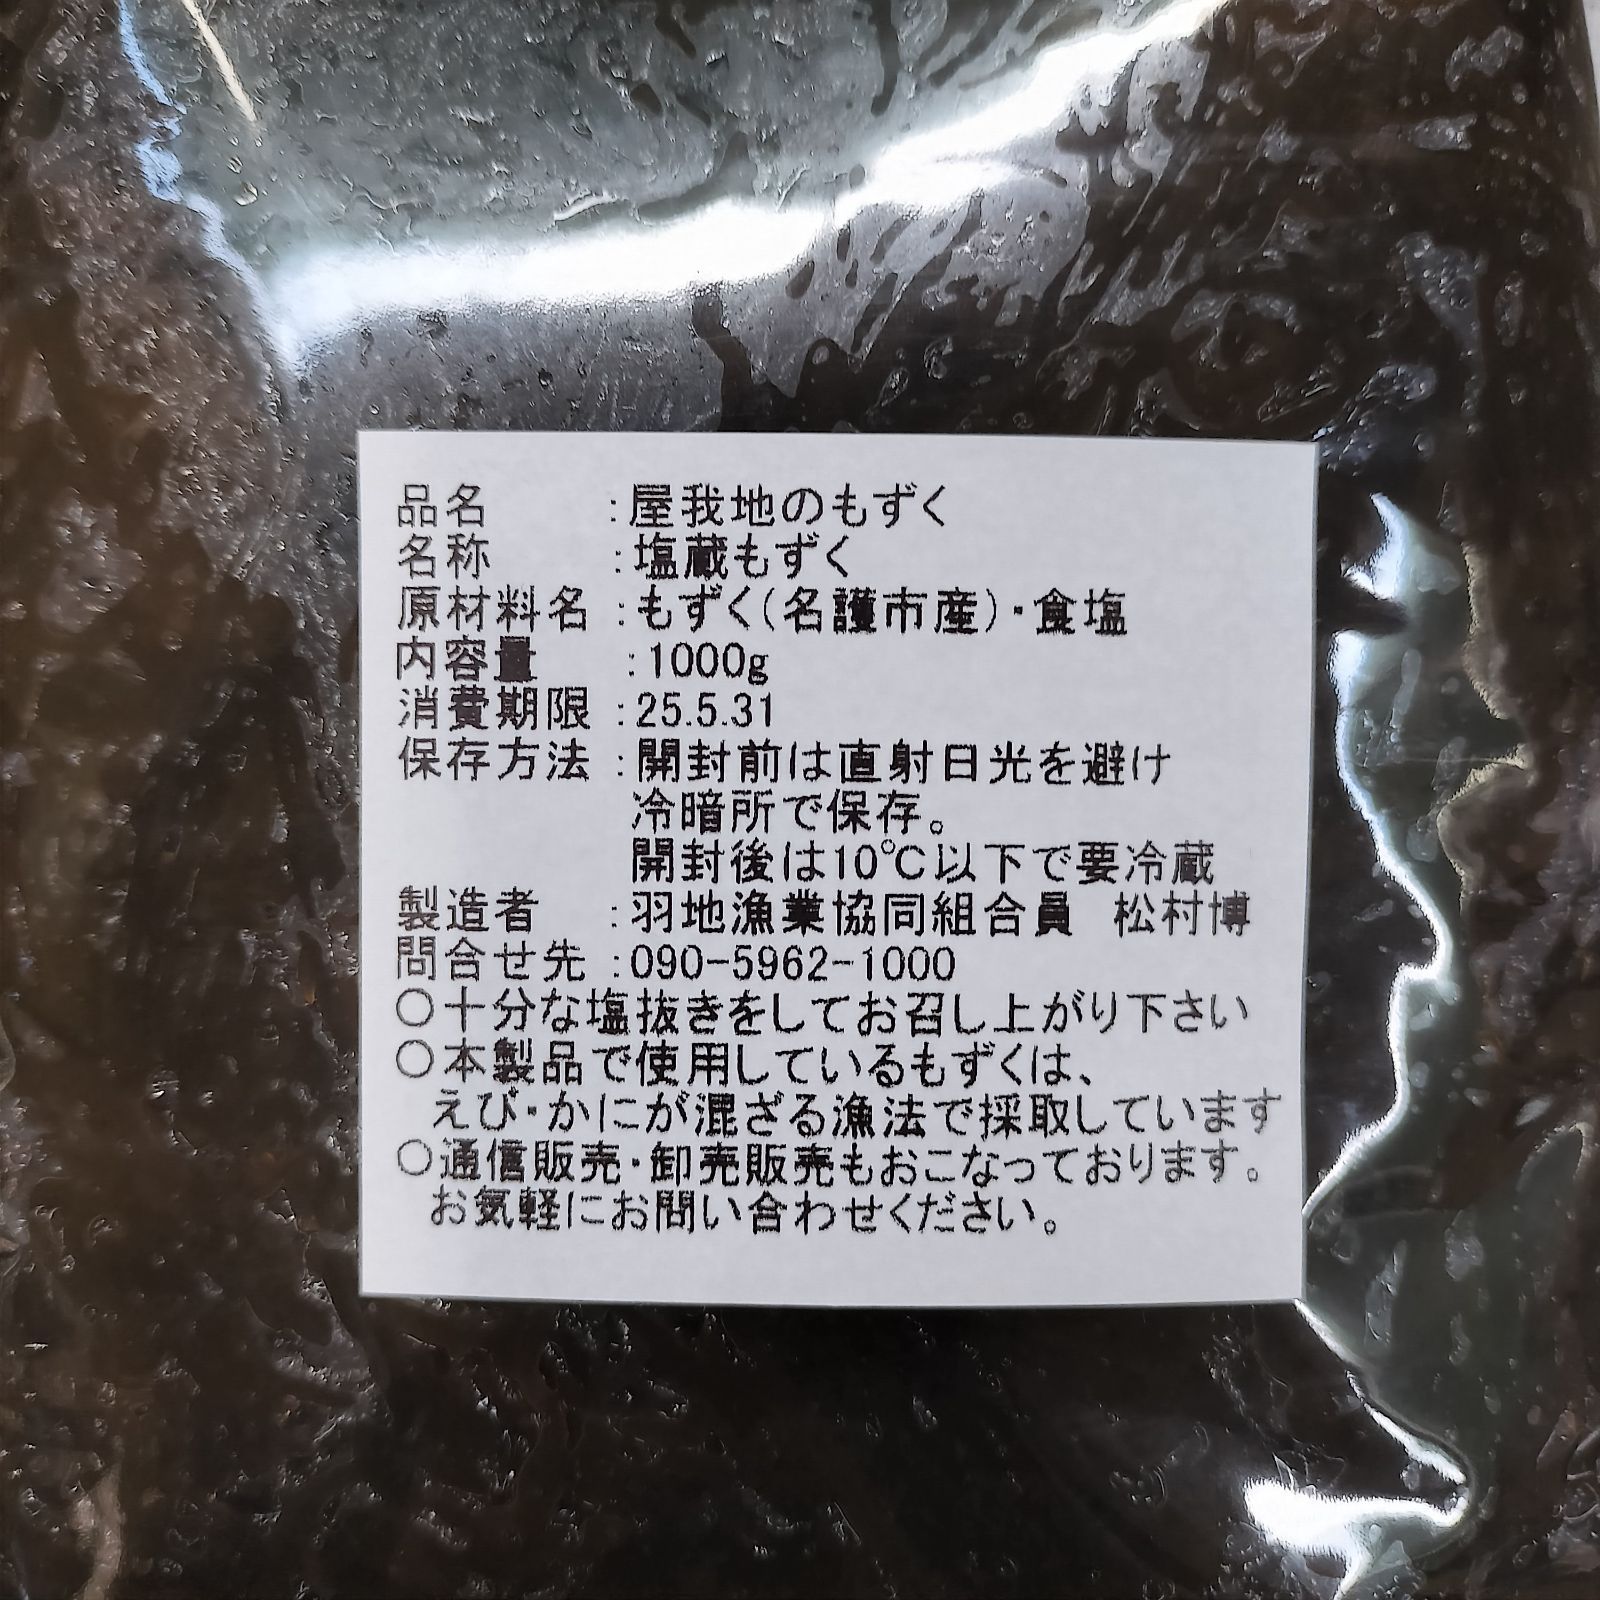 品名　　：屋我地のもずく
名称　　：塩蔵もずく
原材料名：もずく(名護市産)・食塩
内容量　：1000g
消費期限：25.5.31
保存方法：開封前は直射日光を避け
冷暗所で保存。
開封後は10℃以下で要冷蔵
製造者　：羽地漁業協同組合員　松村博
問合せ先：090-5962-1000
○十分な塩抜きをしてお召し上がり下さい
○本製品で使用しているもずくは、
えび・かにが混ざる漁法で採取しています
○通信販売・卸売販売もおこなっております。
お気軽にお問い合わせください。